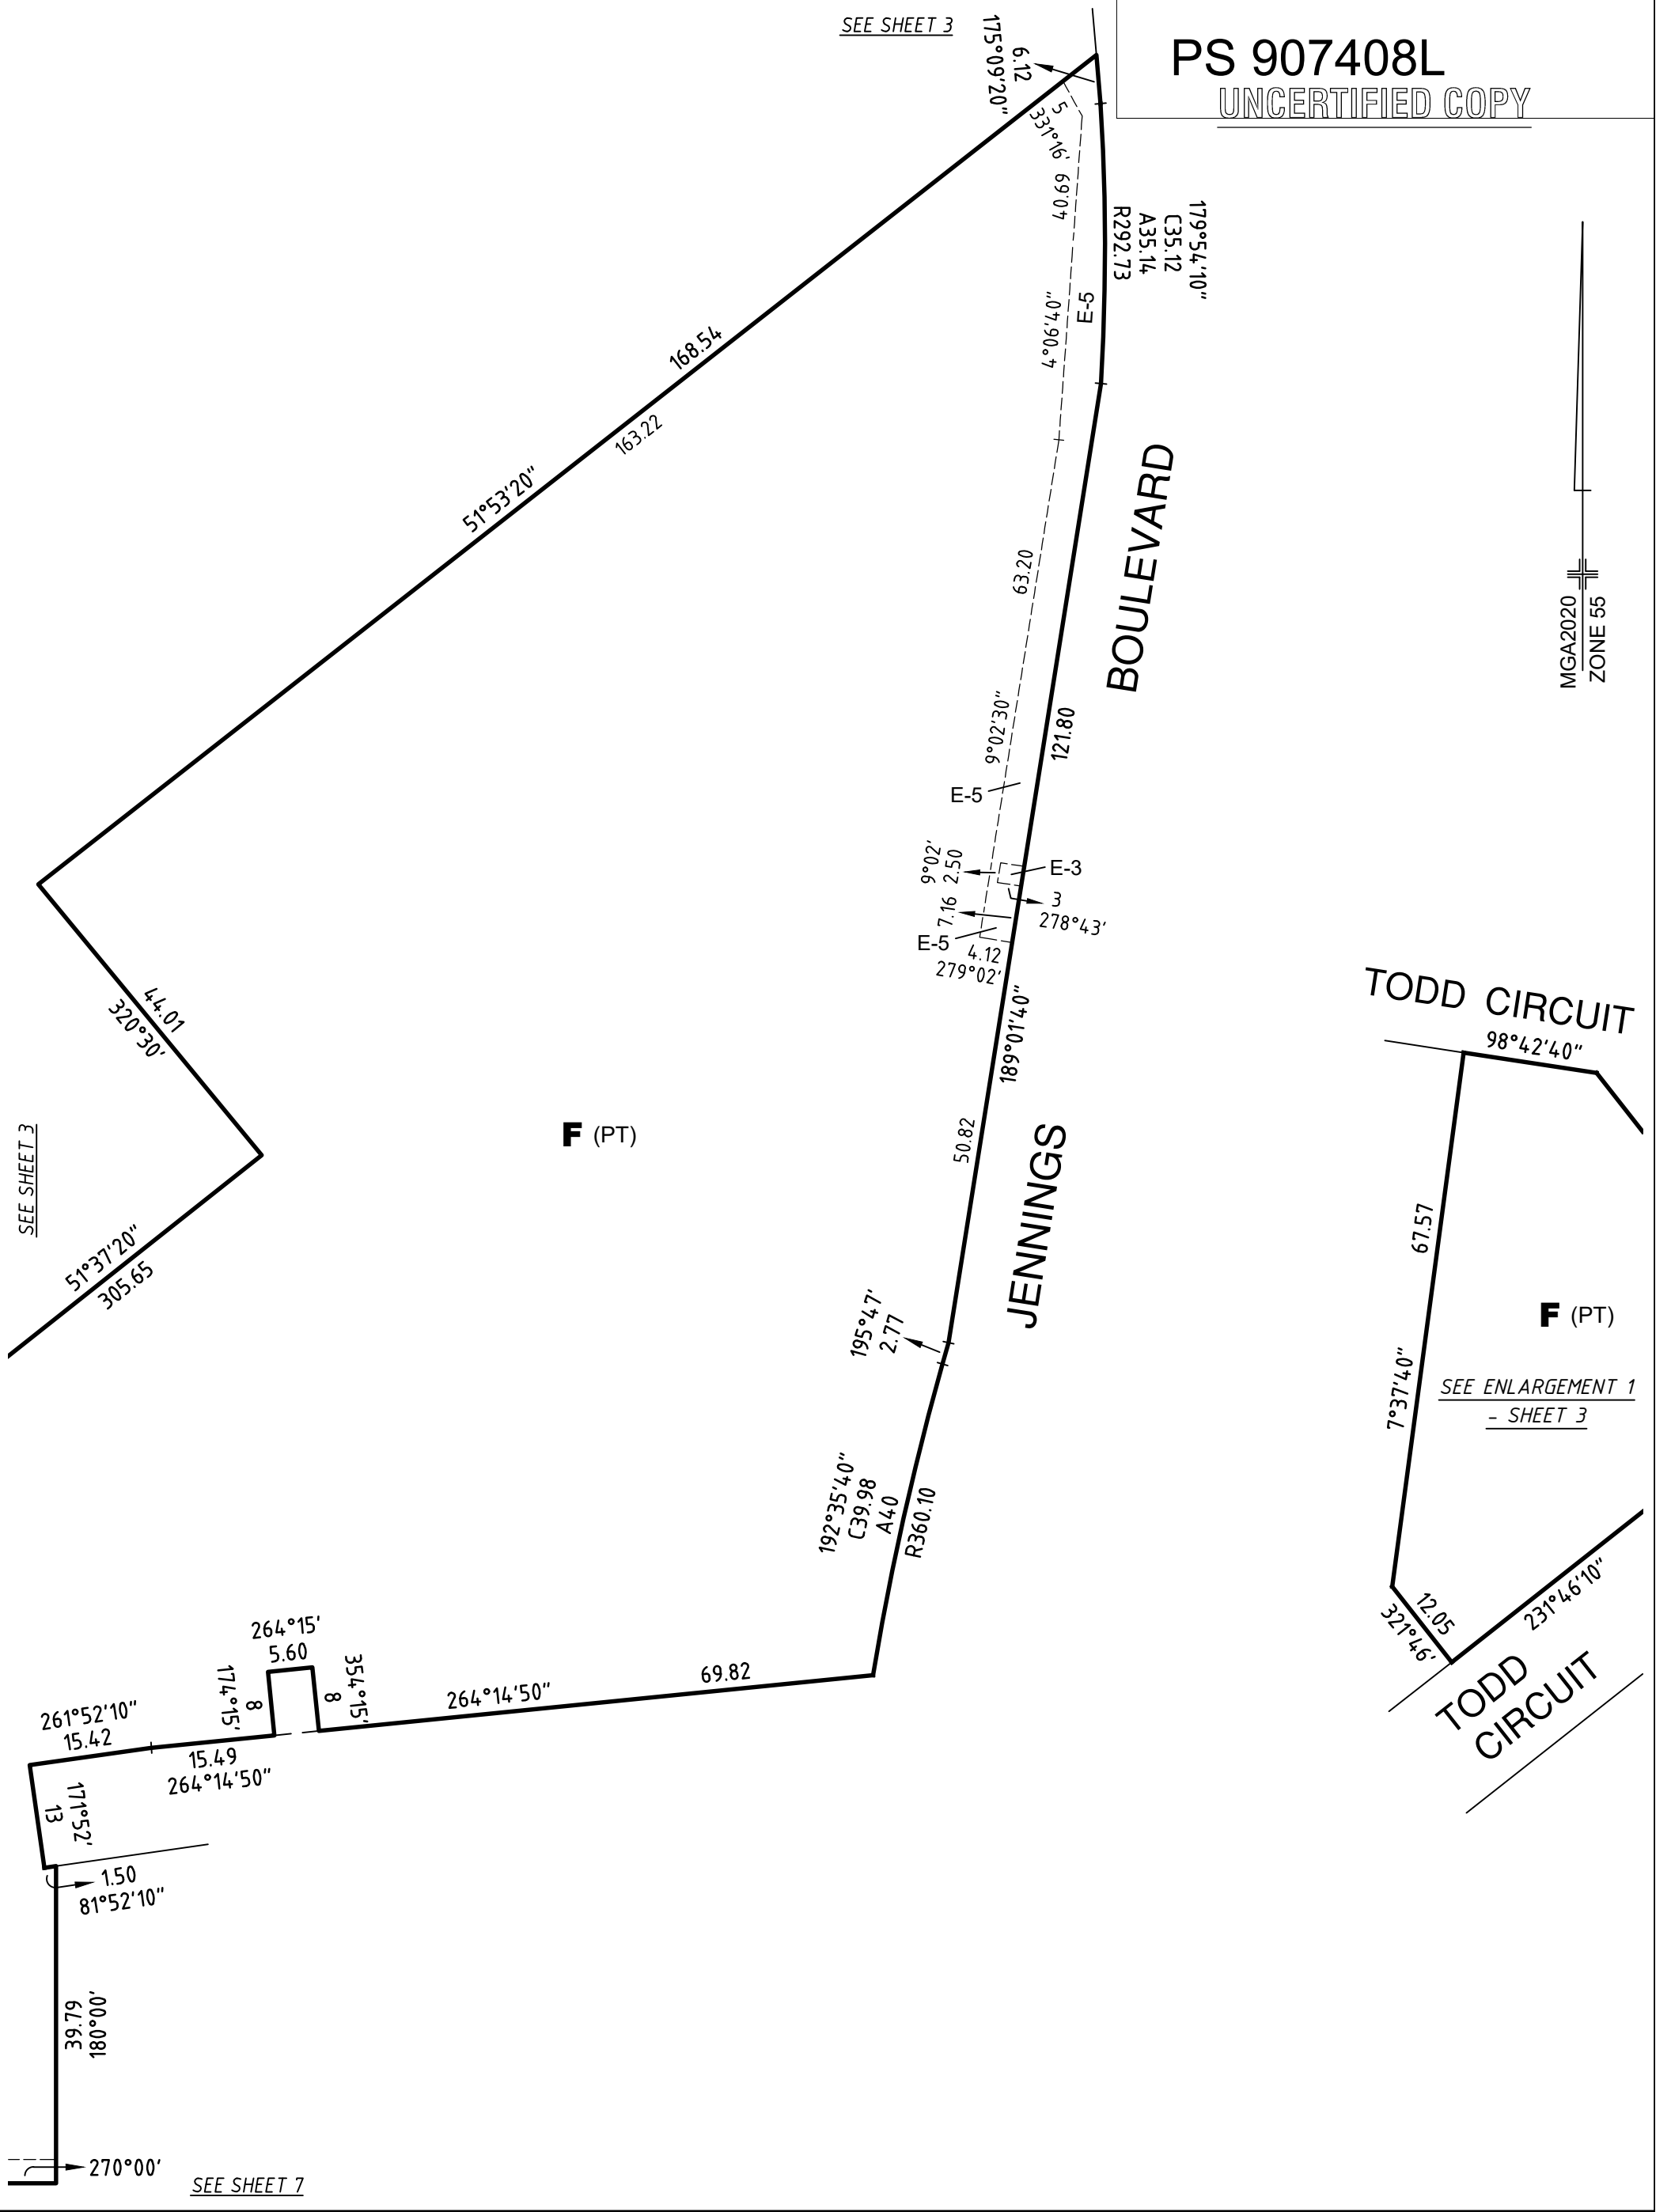 SEE SHEET 3
PS 907408L
UNCERTIFIED COPY
175°09'20"
6.12
5
331°16'
40.69
179°54'10"
C35.12
A35.14
R292.73
4°06'40"
E-5
168.54
163.22
51°53'20"
BOULEVARD
63.20
9°02'30"
121.80
MGA2020
ZONE 55
E-5
9°02'
2.50
E-3
3
278°43'
7.16
E-5
4.12
279°02'
189°01'40"
44.01
320°30'
TODD CIRCUIT
98°42'40"
SEE SHEET 3
F (PT)
50.82
JENNINGS
51°37'20"
305.65
67.57
7°37'40"
F (PT)
SEE ENLARGEMENT 1
- SHEET 3
195°47'
2.77
192°35'40"
C39.98
A40
R360.10
12.05
321°46'
231°46'10"
TODD
CIRCUIT
264°15'
5.60
174°15'
8
8
354°15'
264°14'50"
69.82
261°52'10"
15.42
15.49
264°14'50"
171°52'
13
1.50
81°52'10"
39.79
180°00'
270°00'
SEE SHEET 7